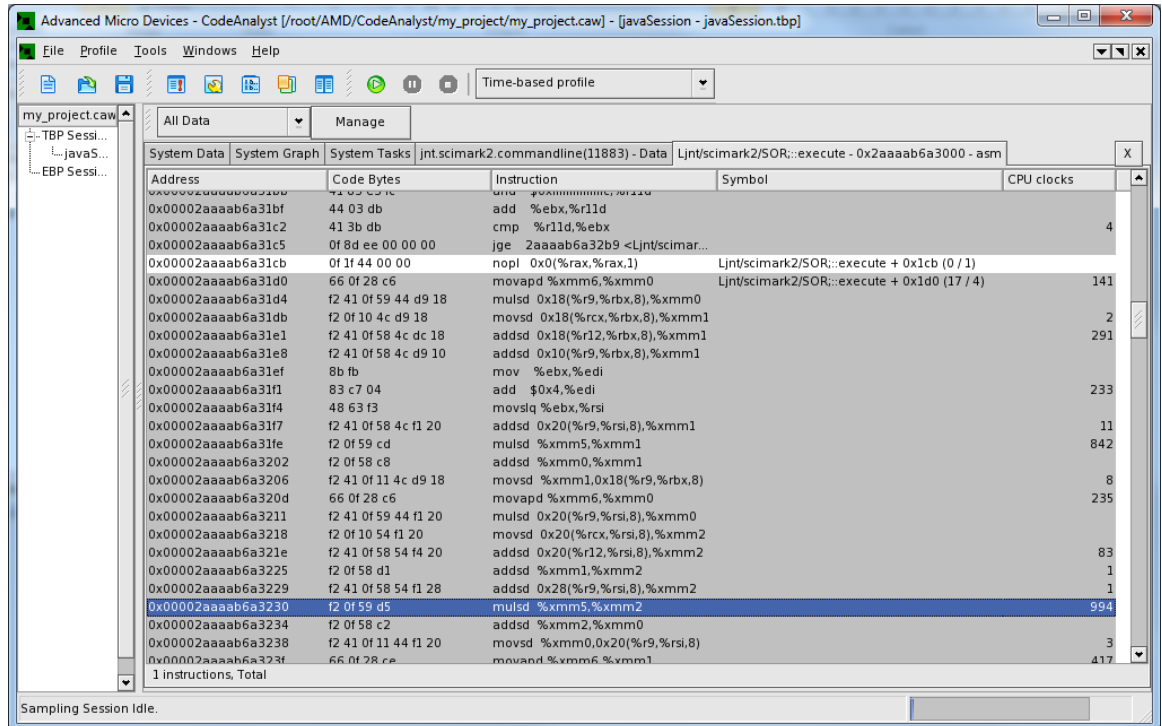 Advanced Micro Devices - CodeAnalyst [/root/AMD/CodeAnalyst/my_project/my_project.caw] - [javaSession - javaSession.tbp]
File Profile Tools Windows Help
Time-based profile
my_project.caw
TBP Sessi...
javaS...
EBP Sessi...
All Data Manage
System Data System Graph System Tasks jnt.scimark2.commandline(11883) - Data Ljnt/scimark2/SOR;::execute - 0x2aaaab6a3000 - asm X
Address Code Bytes Instruction Symbol CPU clocks
0x00002aaaab6a31bf 44 03 db add %ebx,%r11d
0x00002aaaab6a31c2 41 3b db cmp %r11d,%ebx 4
0x00002aaaab6a31c5 0f 8d ee 00 00 00 jge 2aaaab6a32b9 <Ljnt/scimar...
0x00002aaaab6a31cb 0f 1f 44 00 00 nopl 0x0(%rax,%rax,1) Ljnt/scimark2/SOR;::execute + 0x1cb (0 / 1)
0x00002aaaab6a31d0 66 0f 28 c6 movapd %xmm6,%xmm0 Ljnt/scimark2/SOR;::execute + 0x1d0 (17 / 4) 141
0x00002aaaab6a31d4 f2 41 0f 59 44 d9 18 mulsd 0x18(%r9,%rbx,8),%xmm0
0x00002aaaab6a31db f2 0f 10 4c d9 18 movsd 0x18(%rcx,%rbx,8),%xmm1 2
0x00002aaaab6a31e1 f2 41 0f 58 4c dc 18 addsd 0x18(%r12,%rbx,8),%xmm1 291
0x00002aaaab6a31e8 f2 41 0f 58 4c d9 10 addsd 0x10(%r9,%rbx,8),%xmm1
0x00002aaaab6a31ef 8b fb mov %ebx,%edi
0x00002aaaab6a31f1 83 c7 04 add $0x4,%edi 233
0x00002aaaab6a31f4 48 63 f3 movslq %ebx,%rsi
0x00002aaaab6a31f7 f2 41 0f 58 4c f1 20 addsd 0x20(%r9,%rsi,8),%xmm1 11
0x00002aaaab6a31fe f2 0f 59 cd mulsd %xmm5,%xmm1 842
0x00002aaaab6a3202 f2 0f 58 c8 addsd %xmm0,%xmm1
0x00002aaaab6a3206 f2 41 0f 11 4c d9 18 movsd %xmm1,0x18(%r9,%rbx,8) 8
0x00002aaaab6a320d 66 0f 28 c6 movapd %xmm6,%xmm0 235
0x00002aaaab6a3211 f2 41 0f 59 44 f1 20 mulsd 0x20(%r9,%rsi,8),%xmm0
0x00002aaaab6a3218 f2 0f 10 54 f1 20 movsd 0x20(%rcx,%rsi,8),%xmm2
0x00002aaaab6a321e f2 41 0f 58 54 f4 20 addsd 0x20(%r12,%rsi,8),%xmm2 83
0x00002aaaab6a3225 f2 0f 58 d1 addsd %xmm1,%xmm2 1
0x00002aaaab6a3229 f2 41 0f 58 54 f1 28 addsd 0x28(%r9,%rsi,8),%xmm2 1
0x00002aaaab6a3230 f2 0f 59 d5 mulsd %xmm5,%xmm2 994
0x00002aaaab6a3234 f2 0f 58 c2 addsd %xmm2,%xmm0
0x00002aaaab6a3238 f2 41 0f 11 44 f1 20 movsd %xmm0,0x20(%r9,%rsi,8) 3
0x00002aaaab6a323f 66 0f 28 ce movapd %xmm6,%xmm1 417
1 instructions, Total
Sampling Session Idle.